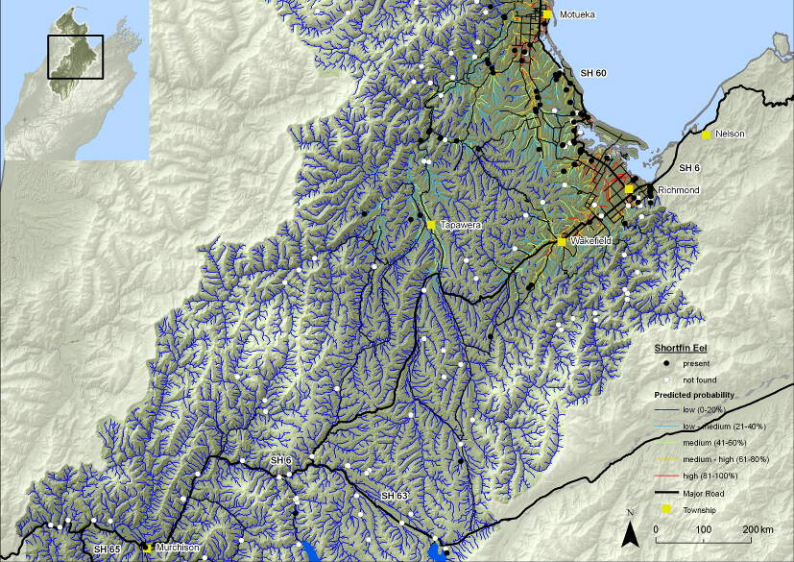 Motueka
SH 60
Nelson
SH 6
Richmond
Tapawera
Wakefield
Shortfin Eel
present
not found
Predicted probability
low (0-20%)
low - medium (21-40%)
medium (41-60%)
medium - high (61-80%)
high (81-100%)
Major Road
Township
SH 6
SH 63
N
0 100 200 km
SH 65
Murchison